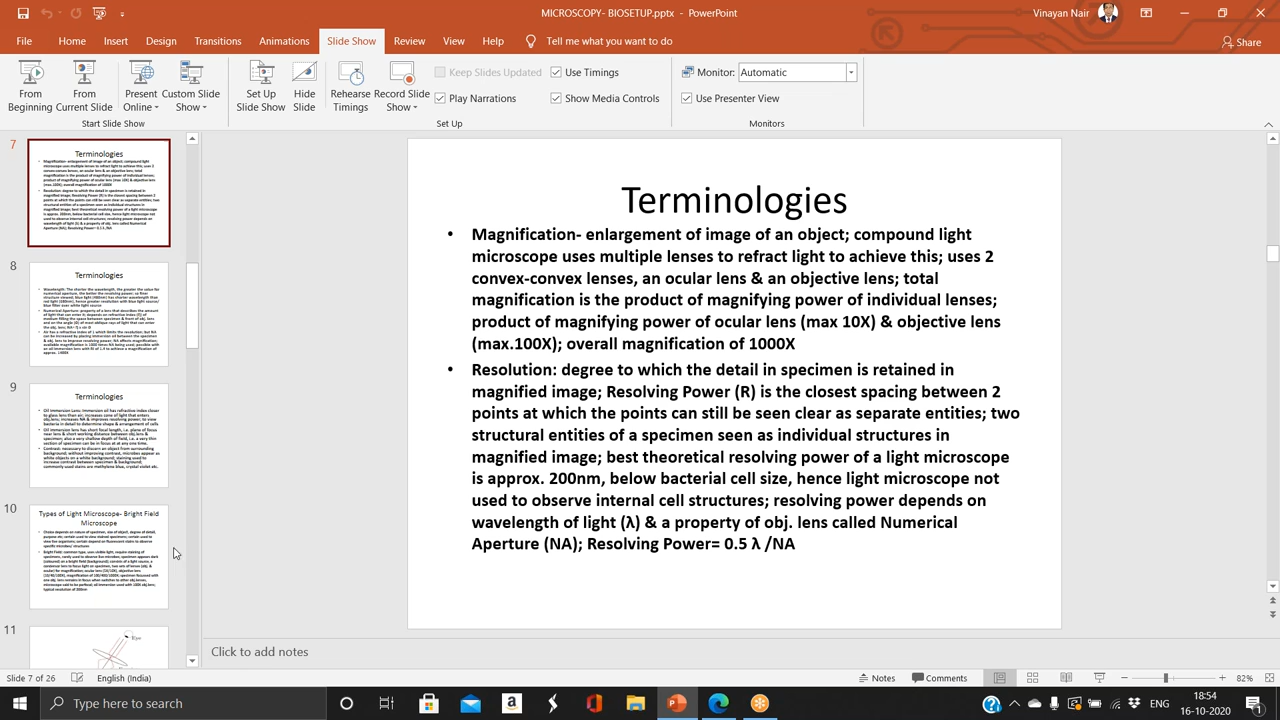 MICROSCOPY- BIOSETUP.pptx - PowerPoint
Vinayan Nair
File Home Insert Design Transitions Animations Slide Show Review View Help Tell me what you want to do
Share
From Beginning
From Current Slide
Present Online
Custom Slide Show
Set Up Slide Show
Hide Slide
Rehearse Timings
Record Slide Show
Keep Slides Updated
Play Narrations
Use Timings
Show Media Controls
Monitor: Automatic
Use Presenter View
Start Slide Show
Set Up
Monitors
7
Terminologies
8
Terminologies
9
Terminologies
10
Types of Light Microscope- Bright Field
Microscope
11
Eye
Terminologies
• Magnification- enlargement of image of an object; compound light
microscope uses multiple lenses to refract light to achieve this; uses 2
convex-convex lenses, an ocular lens & an objective lens; total
magnification is the product of magnifying power of individual lenses;
product of magnifying power of ocular lens (max 10X) & objective lens
(max.100X); overall magnification of 1000X
• Resolution: degree to which the detail in specimen is retained in
magnified image; Resolving Power (R) is the closest spacing between 2
points at which the points can still be seen clear as separate entities; two
structural entities of a specimen seen as individual structures in
magnified image; best theoretical resolving power of a light microscope
is approx. 200nm, below bacterial cell size, hence light microscope not
used to observe internal cell structures; resolving power depends on
wavelength of light (λ) & a property of obj. lens called Numerical
Aperture (NA); Resolving Power= 0.5 λ /NA
Click to add notes
Slide 7 of 26
English (India)
Notes
Comments
82%
Type here to search
ENG
18:54
16-10-2020